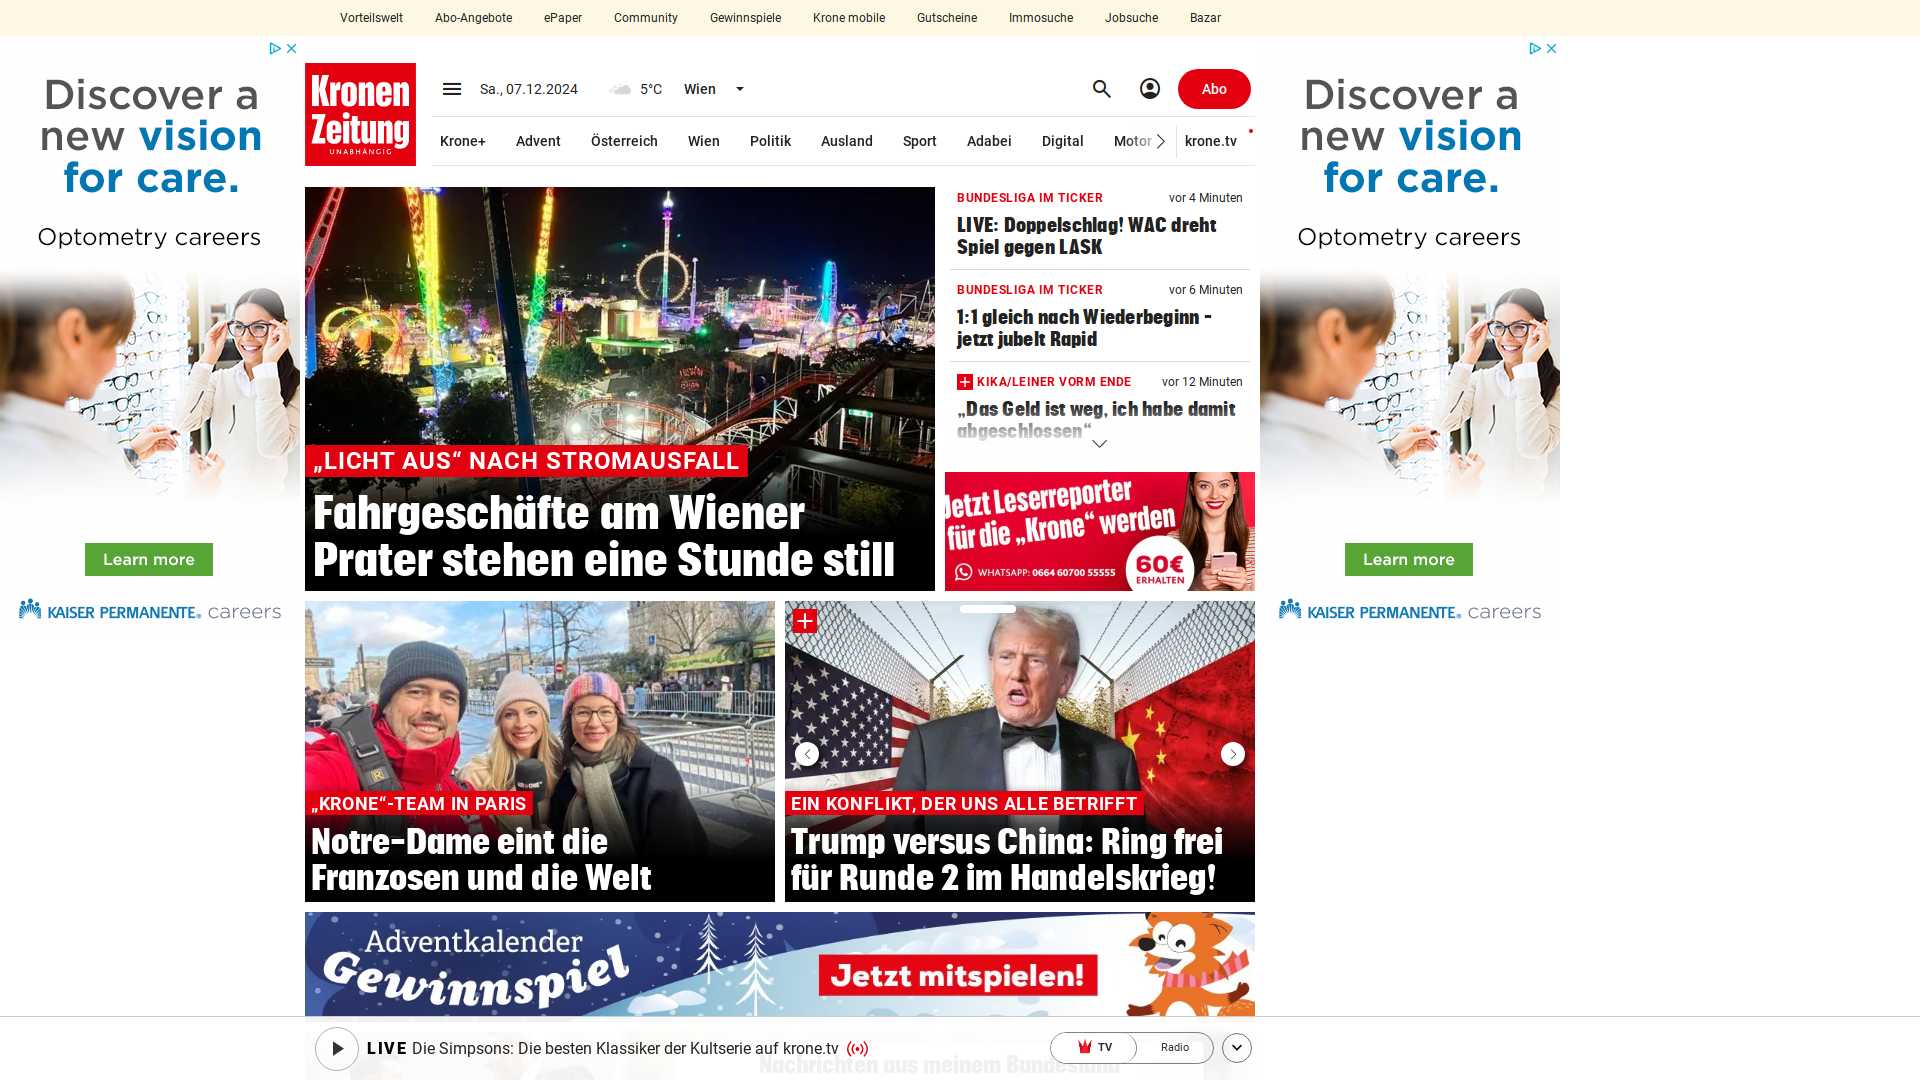 Vorteilswelt Abo-Angebote ePaper Community Gewinnspiele Krone mobile Gutscheine Immosuche Jobsuche Bazar
Discover a
new vision
for care.
Optometry careers
Learn more
KAISER PERMANENTE® careers
Kronen
Zeitung
UNABHÄNGIG
Sa., 07.12.2024 5°C Wien
Abo
Krone+ Advent Österreich Wien Politik Ausland Sport Adabei Digital Motor krone.tv
„LICHT AUS“ NACH STROMAUSFALL
Fahrgeschäfte am Wiener
Prater stehen eine Stunde still
BUNDESLIGA IM TICKER vor 4 Minuten
LIVE: Doppelschlag! WAC dreht
Spiel gegen LASK
BUNDESLIGA IM TICKER vor 6 Minuten
1:1 gleich nach Wiederbeginn –
jetzt jubelt Rapid
KIKA/LEINER VORM ENDE vor 12 Minuten
„Das Geld ist weg, ich habe damit
abgeschlossen“
Jetzt Leserreporter
für die „Krone“ werden
WHATSAPP: 0664 60700 55555
60€
ERHALTEN
„KRONE“-TEAM IN PARIS
Notre-Dame eint die
Franzosen und die Welt
EIN KONFLIKT, DER UNS ALLE BETRIFFT
Trump versus China: Ring frei
für Runde 2 im Handelskrieg!
Discover a
new vision
for care.
Optometry careers
Learn more
KAISER PERMANENTE® careers
Adventkalender
Gewinnspiel
Jetzt mitspielen!
LIVE Die Simpsons: Die besten Klassiker der Kultserie auf krone.tv
TV Radio
Nachrichten aus meinem Bundesland